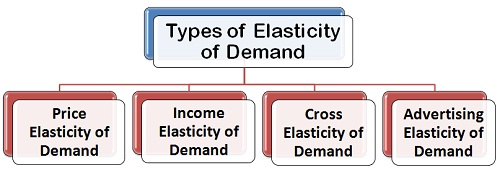 Types of Elasticity
of Demand
Price
Elasticity of
Demand
Income
Elasticity of
Demand
Cross
Elasticity of
Demand
Advertising
Elasticity of
Demand